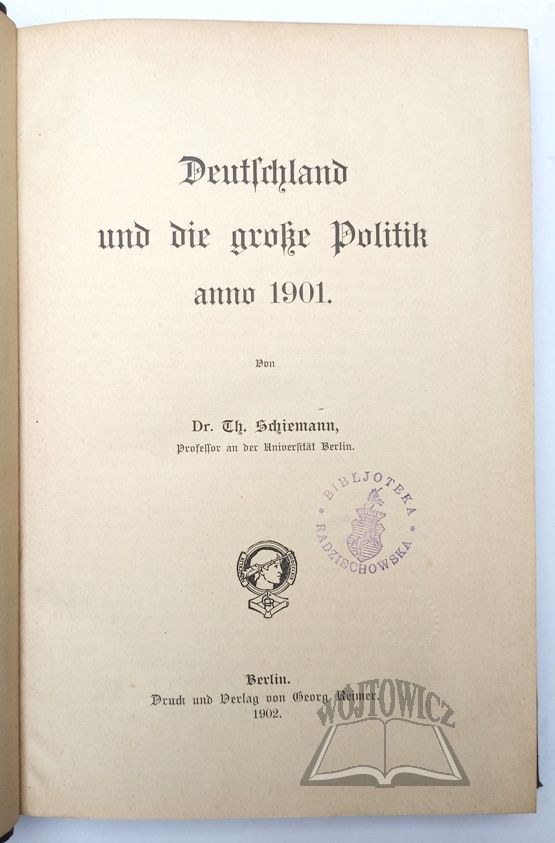 Deutschland
und die große Politik
anno 1901.
Von
Dr. Th. Schiemann,
Professor an der Universität Berlin.
BIBLJOTEKA
RADZIECHOWSKA
GR
Berlin.
Druck und Verlag von Georg Reimer.
1902.
WÓJTOWICZ